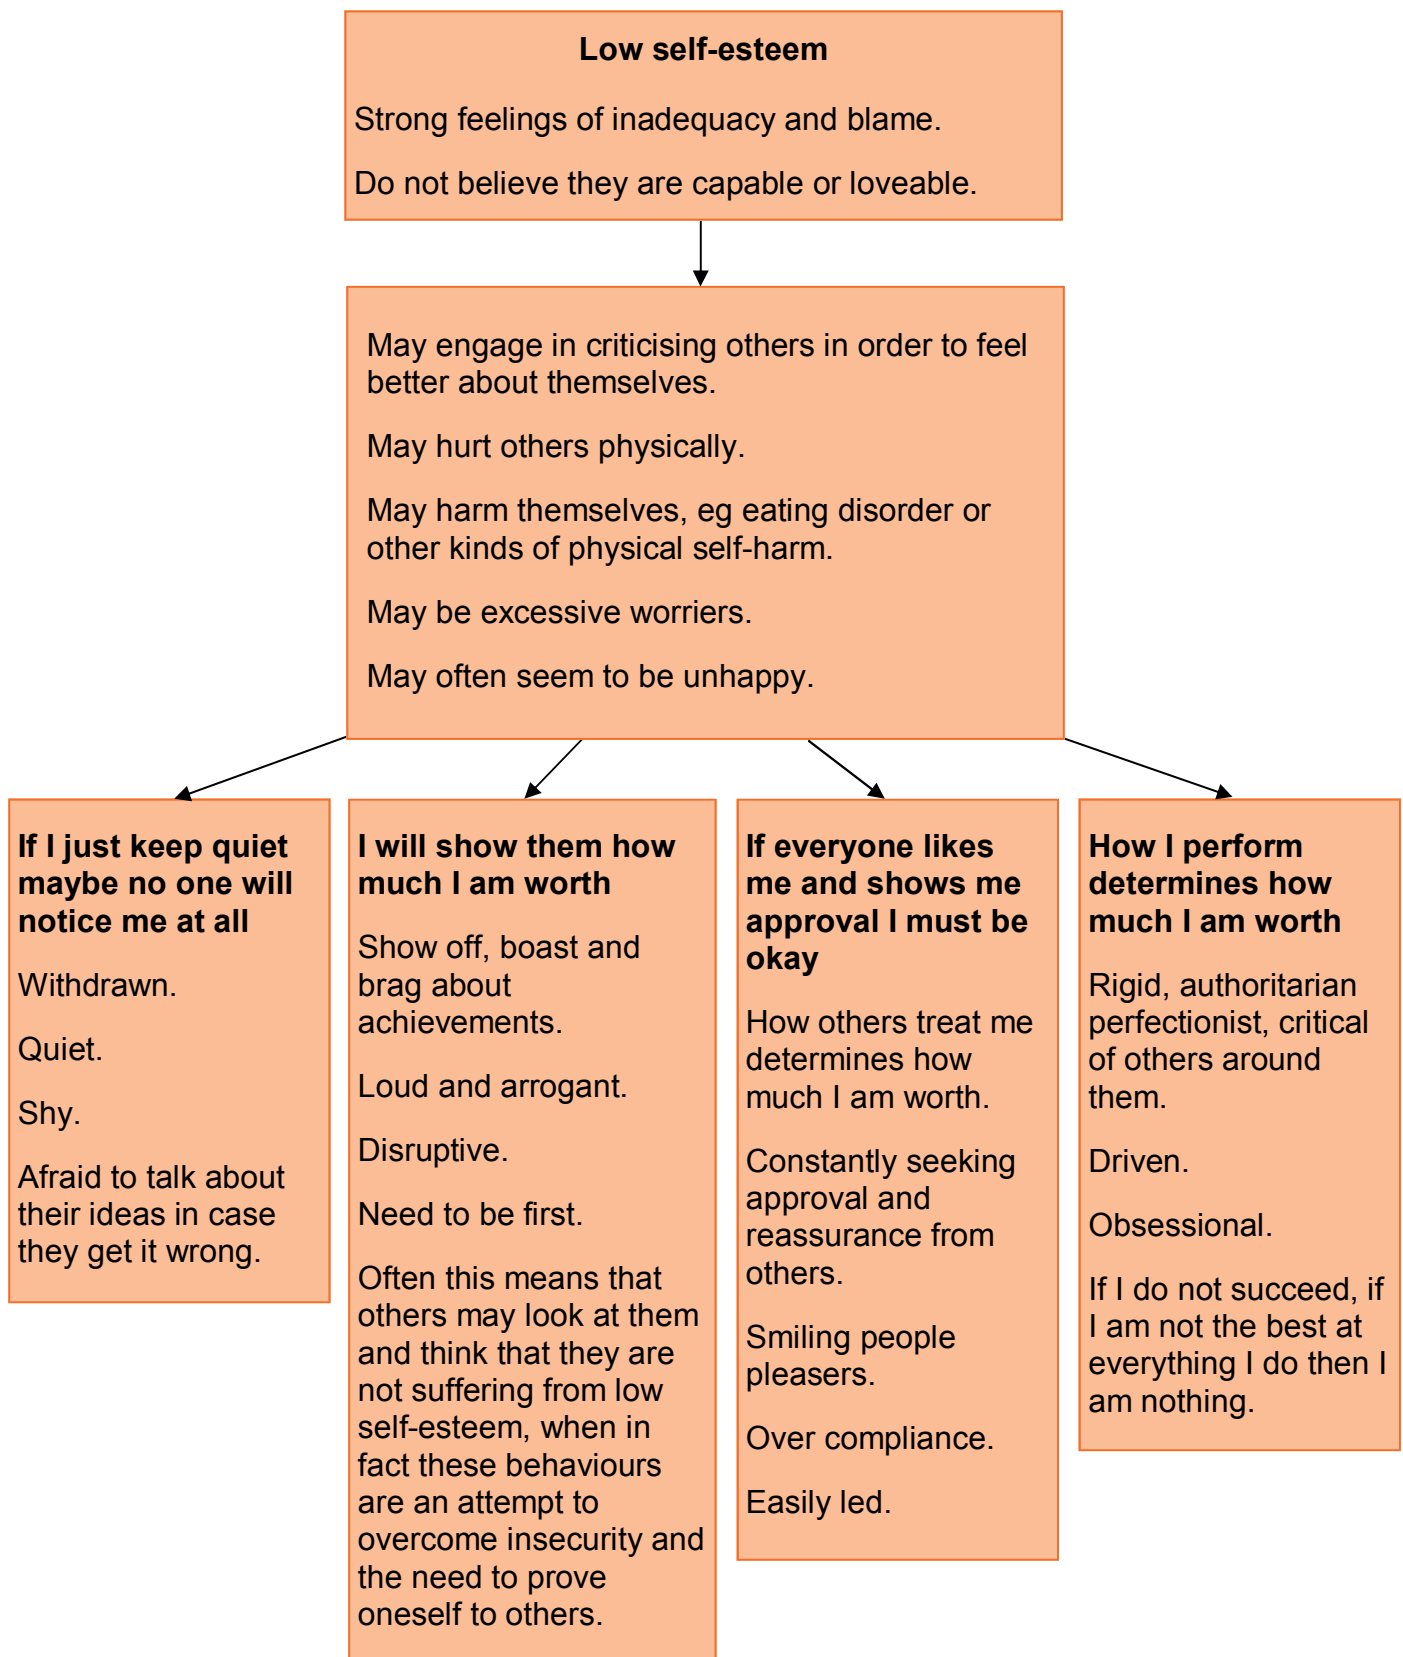 Low self-esteem
Strong feelings of inadequacy and blame.
Do not believe they are capable or loveable.
May engage in criticising others in order to feel
better about themselves.
May hurt others physically.
May harm themselves, eg eating disorder or
other kinds of physical self-harm.
May be excessive worriers.
May often seem to be unhappy.
If I just keep quiet
maybe no one will
notice me at all
Withdrawn.
Quiet.
Shy.
Afraid to talk about
their ideas in case
they get it wrong.
I will show them how
much I am worth
Show off, boast and
brag about
achievements.
Loud and arrogant.
Disruptive.
Need to be first.
Often this means that
others may look at them
and think that they are
not suffering from low
self-esteem, when in
fact these behaviours
are an attempt to
overcome insecurity and
the need to prove
oneself to others.
If everyone likes
me and shows me
approval I must be
okay
How others treat me
determines how
much I am worth.
Constantly seeking
approval and
reassurance from
others.
Smiling people
pleasers.
Over compliance.
Easily led.
How I perform
determines how
much I am worth
Rigid, authoritarian
perfectionist, critical
of others around
them.
Driven.
Obsessional.
If I do not succeed, if
I am not the best at
everything I do then I
am nothing.